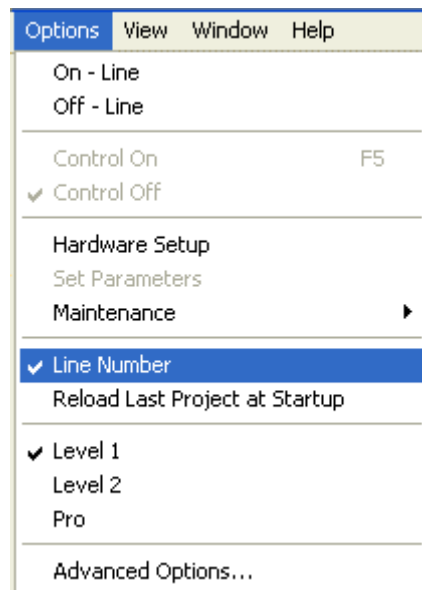 Options View Window Help
On - Line
Off - Line
Control On F5
Control Off
Hardware Setup
Set Parameters
Maintenance
Line Number
Reload Last Project at Startup
Level 1
Level 2
Pro
Advanced Options...